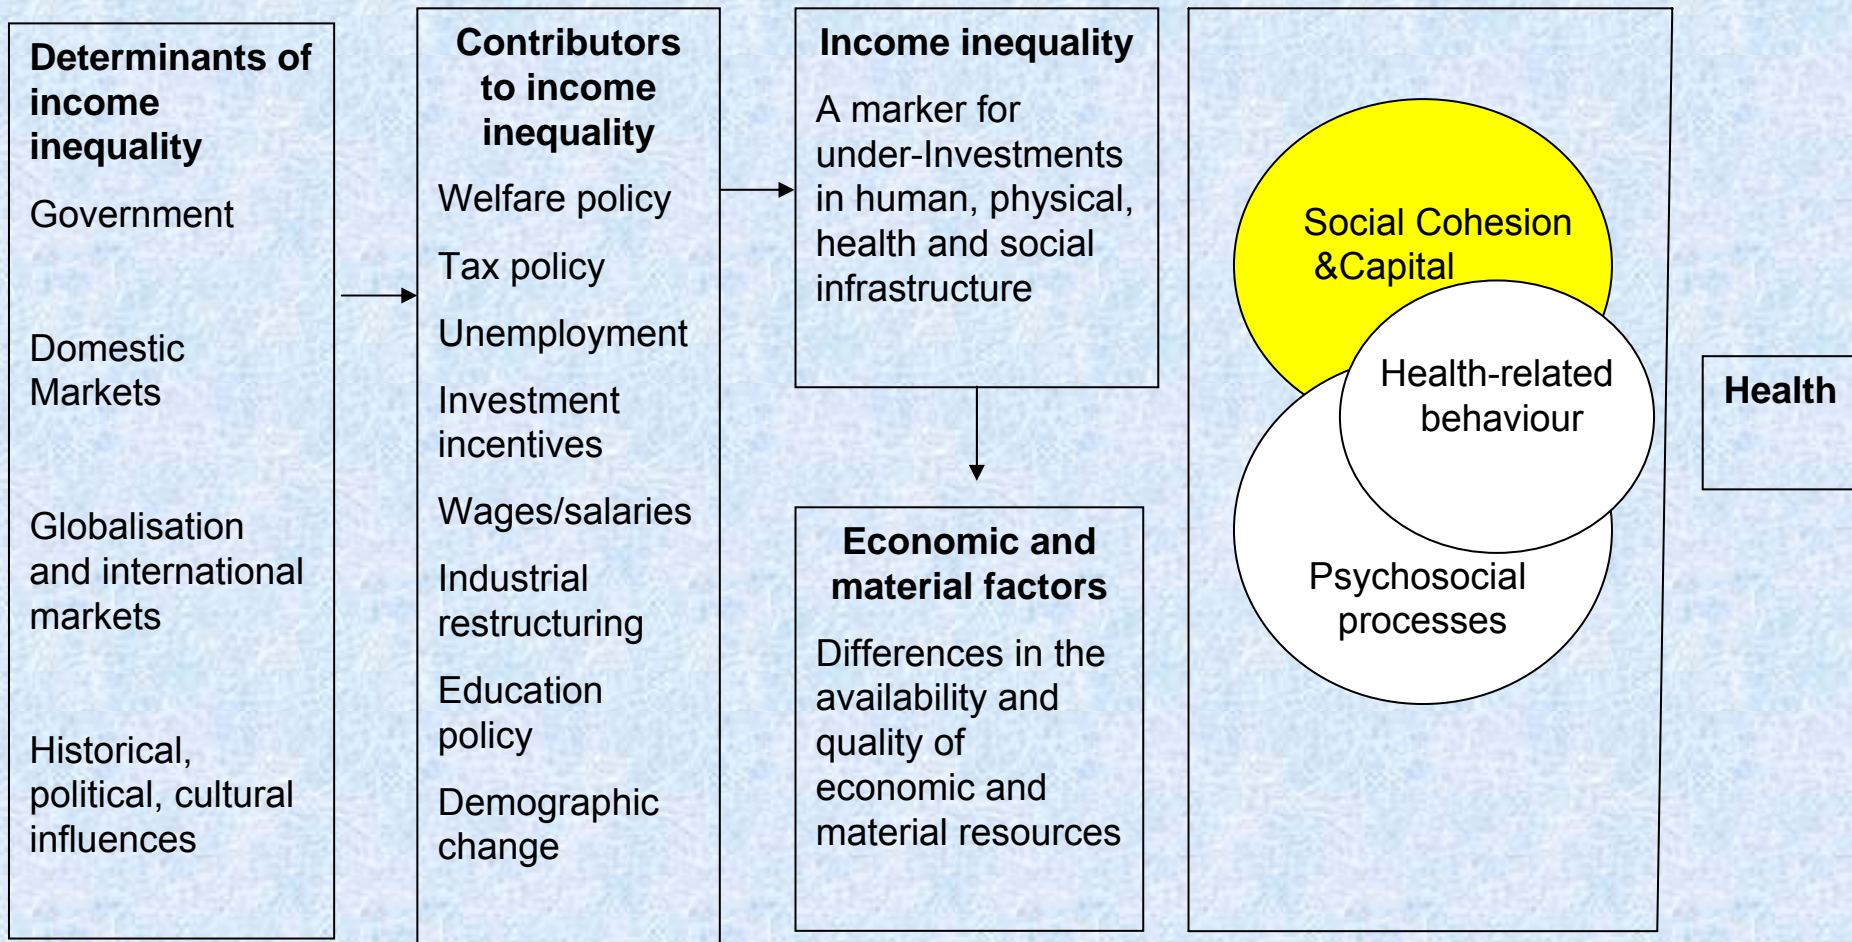 Determinants of
income
inequality
Government
Domestic
Markets
Globalisation
and international
markets
Historical,
political, cultural
influences
Contributors
to income
inequality
Welfare policy
Tax policy
Unemployment
Investment
incentives
Wages/salaries
Industrial
restructuring
Education
policy
Demographic
change
Income inequality
A marker for
under-Investments
in human, physical,
health and social
infrastructure
Economic and
material factors
Differences in the
availability and
quality of
economic and
material resources
Social Cohesion
&Capital
Health-related
behaviour
Psychosocial
processes
Health